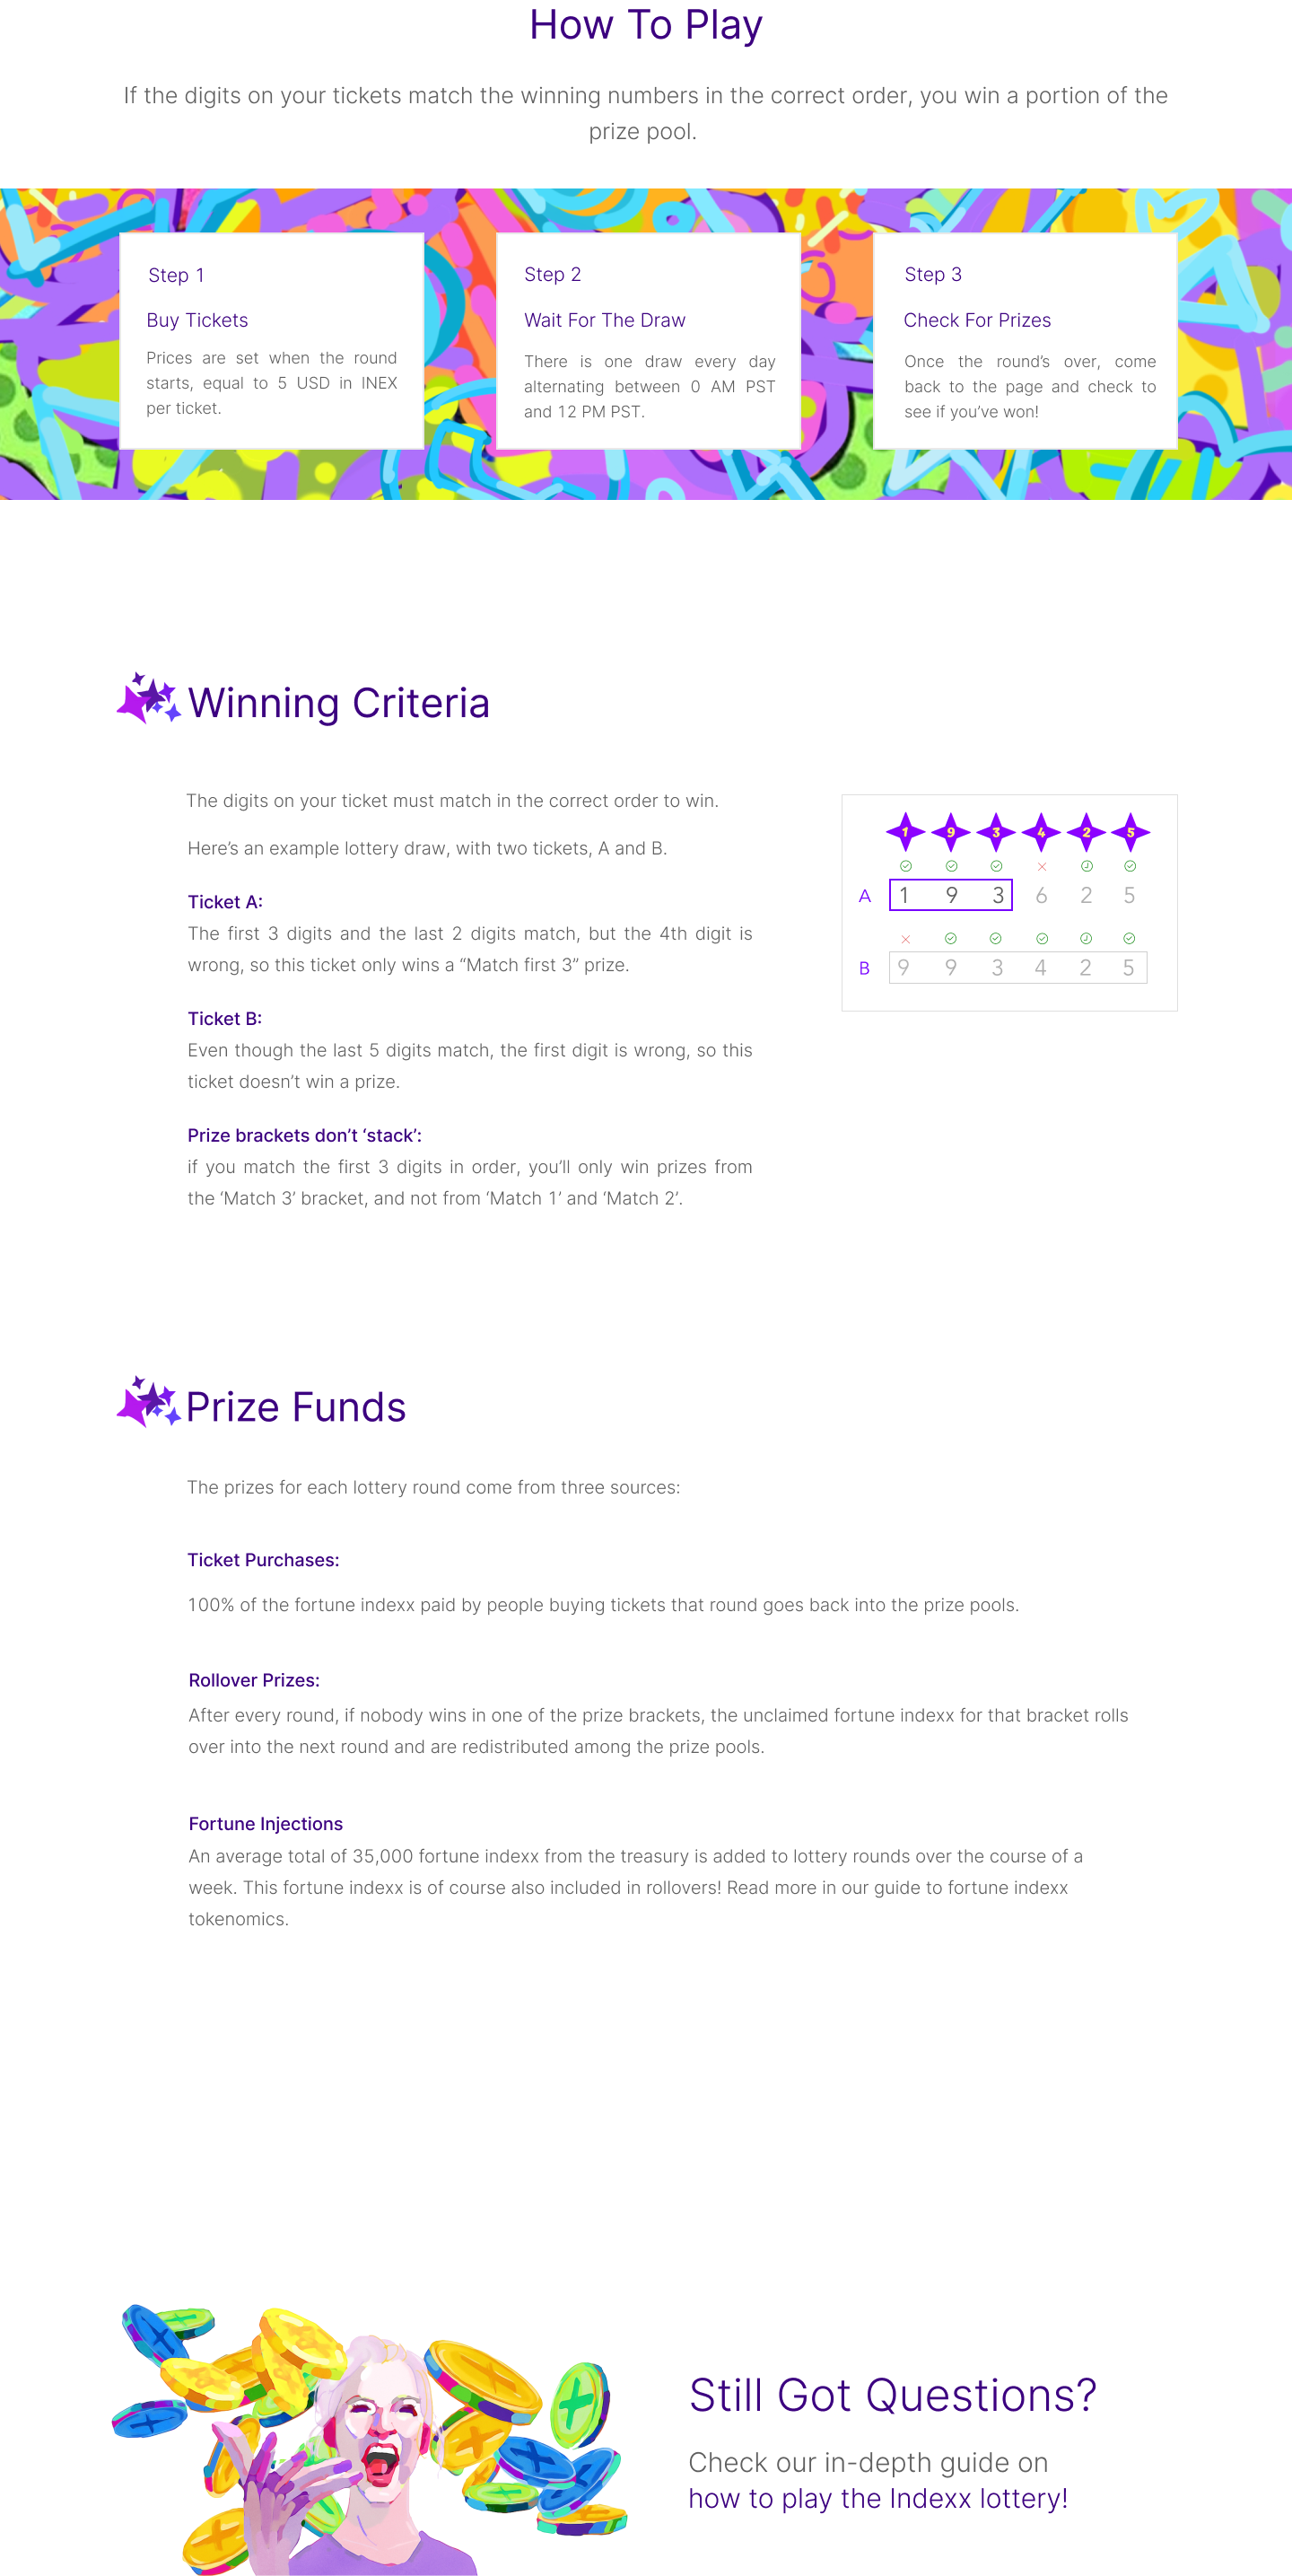 How To Play
If the digits on your tickets match the winning numbers in the correct order, you win a portion of the
prize pool.
Step 1
Buy Tickets
Prices are set when the round
starts, equal to 5 USD in INEX
per ticket.
Step 2
Wait For The Draw
There is one draw every day
alternating between 0 AM PST
and 12 PM PST.
Step 3
Check For Prizes
Once the round’s over, come
back to the page and check to
see if you’ve won!
Winning Criteria
The digits on your ticket must match in the correct order to win.
Here’s an example lottery draw, with two tickets, A and B.
Ticket A:
The first 3 digits and the last 2 digits match, but the 4th digit is
wrong, so this ticket only wins a “Match first 3” prize.
Ticket B:
Even though the last 5 digits match, the first digit is wrong, so this
ticket doesn’t win a prize.
Prize brackets don’t ‘stack’:
if you match the first 3 digits in order, you’ll only win prizes from
the ‘Match 3’ bracket, and not from ‘Match 1’ and ‘Match 2’.
1 9 3 4 2 5
A 1 9 3 6 2 5
B 9 9 3 4 2 5
Prize Funds
The prizes for each lottery round come from three sources:
Ticket Purchases:
100% of the fortune indexx paid by people buying tickets that round goes back into the prize pools.
Rollover Prizes:
After every round, if nobody wins in one of the prize brackets, the unclaimed fortune indexx for that bracket rolls
over into the next round and are redistributed among the prize pools.
Fortune Injections
An average total of 35,000 fortune indexx from the treasury is added to lottery rounds over the course of a
week. This fortune indexx is of course also included in rollovers! Read more in our guide to fortune indexx
tokenomics.
Still Got Questions?
Check our in-depth guide on
how to play the Indexx lottery!